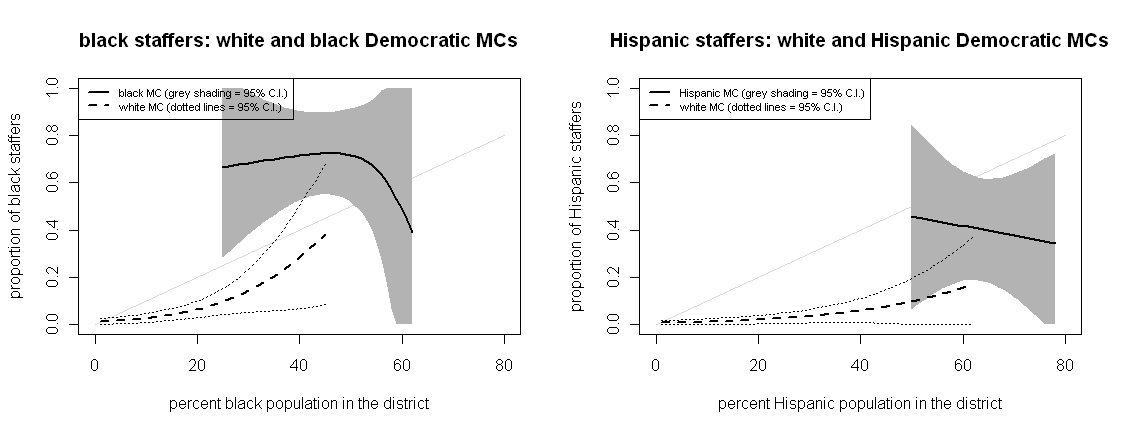 black staffers: white and black Democratic MCs
black MC (grey shading = 95% C.I.)
white MC (dotted lines = 95% C.I.)
proportion of black staffers
1.0
0.8
0.6
0.4
0.2
0.0
0 20 40 60 80
percent black population in the district
Hispanic staffers: white and Hispanic Democratic MCs
Hispanic MC (grey shading = 95% C.I.)
white MC (dotted lines = 95% C.I.)
proportion of Hispanic staffers
1.0
0.8
0.6
0.4
0.2
0.0
0 20 40 60 80
percent Hispanic population in the district